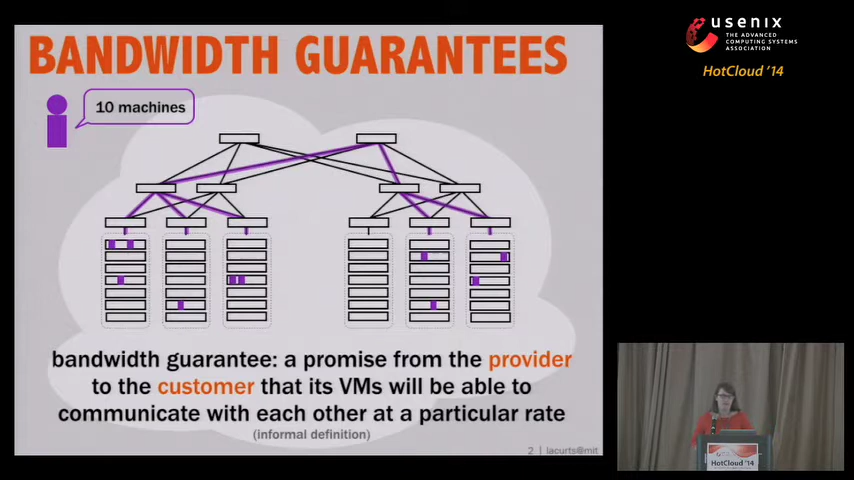 BANDWIDTH GUARANTEES
10 machines
bandwidth guarantee: a promise from the provider
to the customer that its VMs will be able to
communicate with each other at a particular rate
(informal definition)
2 | lacurts@mit
usenix
THE ADVANCED
COMPUTING SYSTEMS
ASSOCIATION
HotCloud '14
HotCloud '14